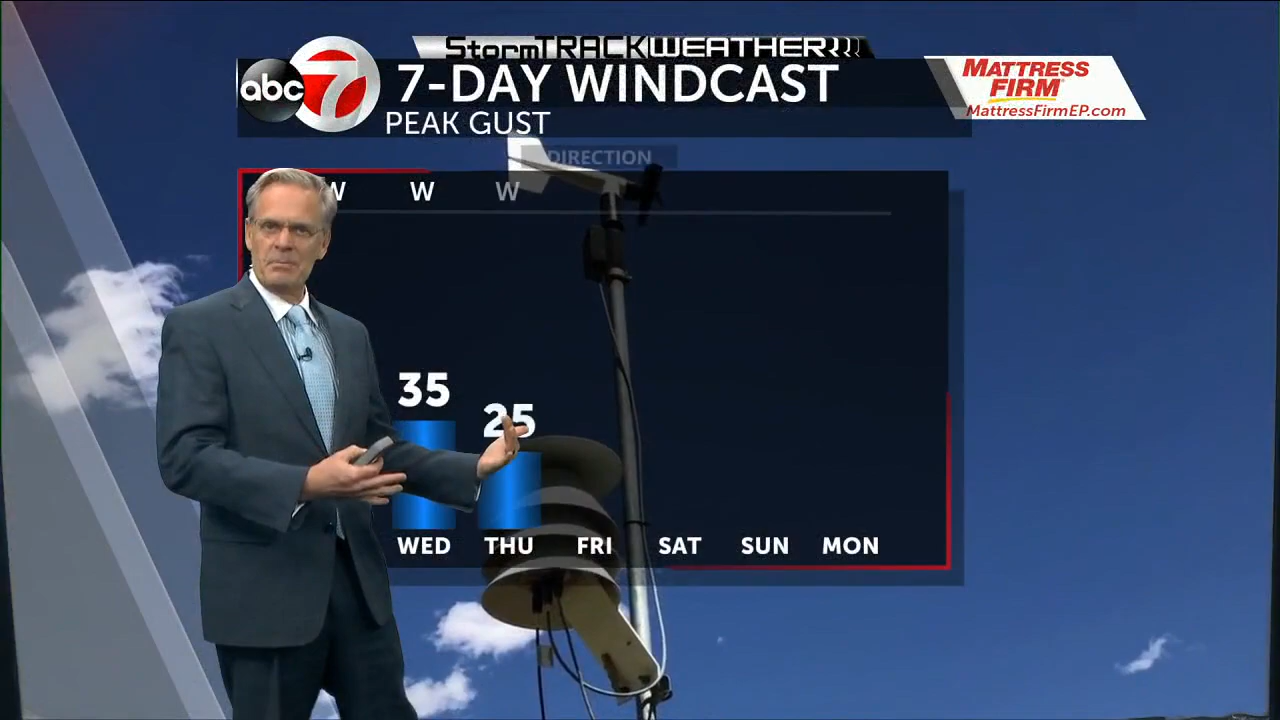 StormTRACKWEATHER
abc 7
7-DAY WINDCAST
PEAK GUST
MATTRESS
FIRM
MattressFirmEP.com
DIRECTION
W W W
35
25
WED THU FRI SAT SUN MON